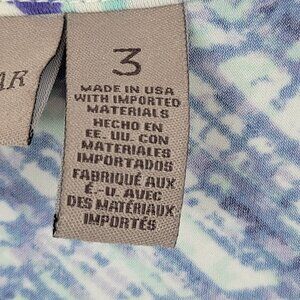 AR
3
MADE IN USA
WITH IMPORTED
MATERIALS
HECHO EN
EE. UU. CON
MATERIALES
IMPORTADOS
FABRIQUÉ AUX
É.-U. AVEC
DES MATÉRIAUX
IMPORTÉS